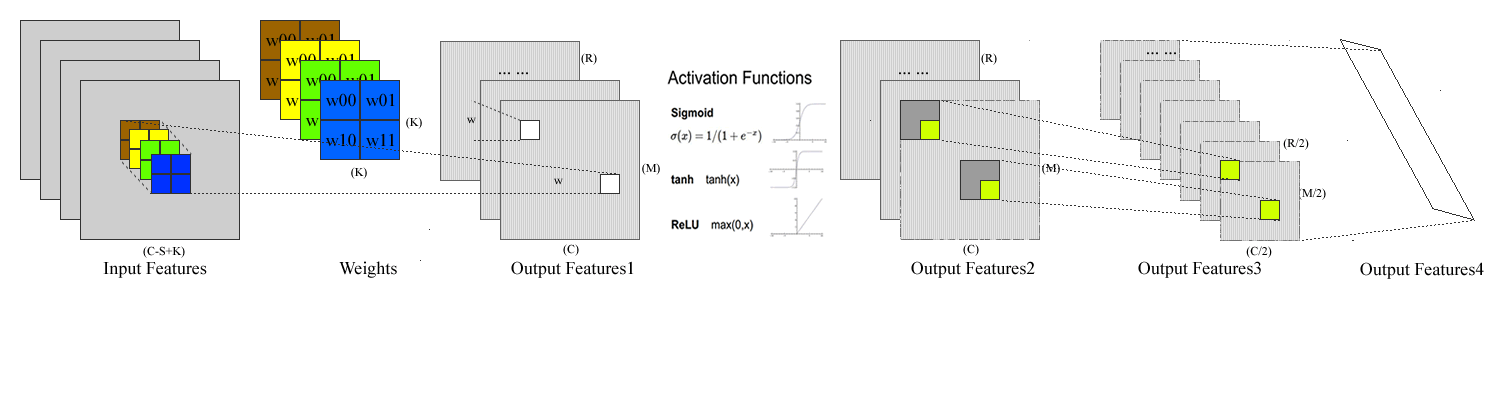 w00 w01
w00 w01
w00 w01
w00 w01
w10 w11
w
w
w
(K)
(K)
... ...
(R)
w
w
(M)
(C)
Activation Functions
Sigmoid
σ(x) = 1/(1 + e^{-x})
tanh tanh(x)
ReLU max(0,x)
... ...
(R)
(M)
(C)
... ...
(R/2)
(M/2)
(C/2)
(C-S+K)
Input Features
Weights
Output Features1
Output Features2
Output Features3
Output Features4